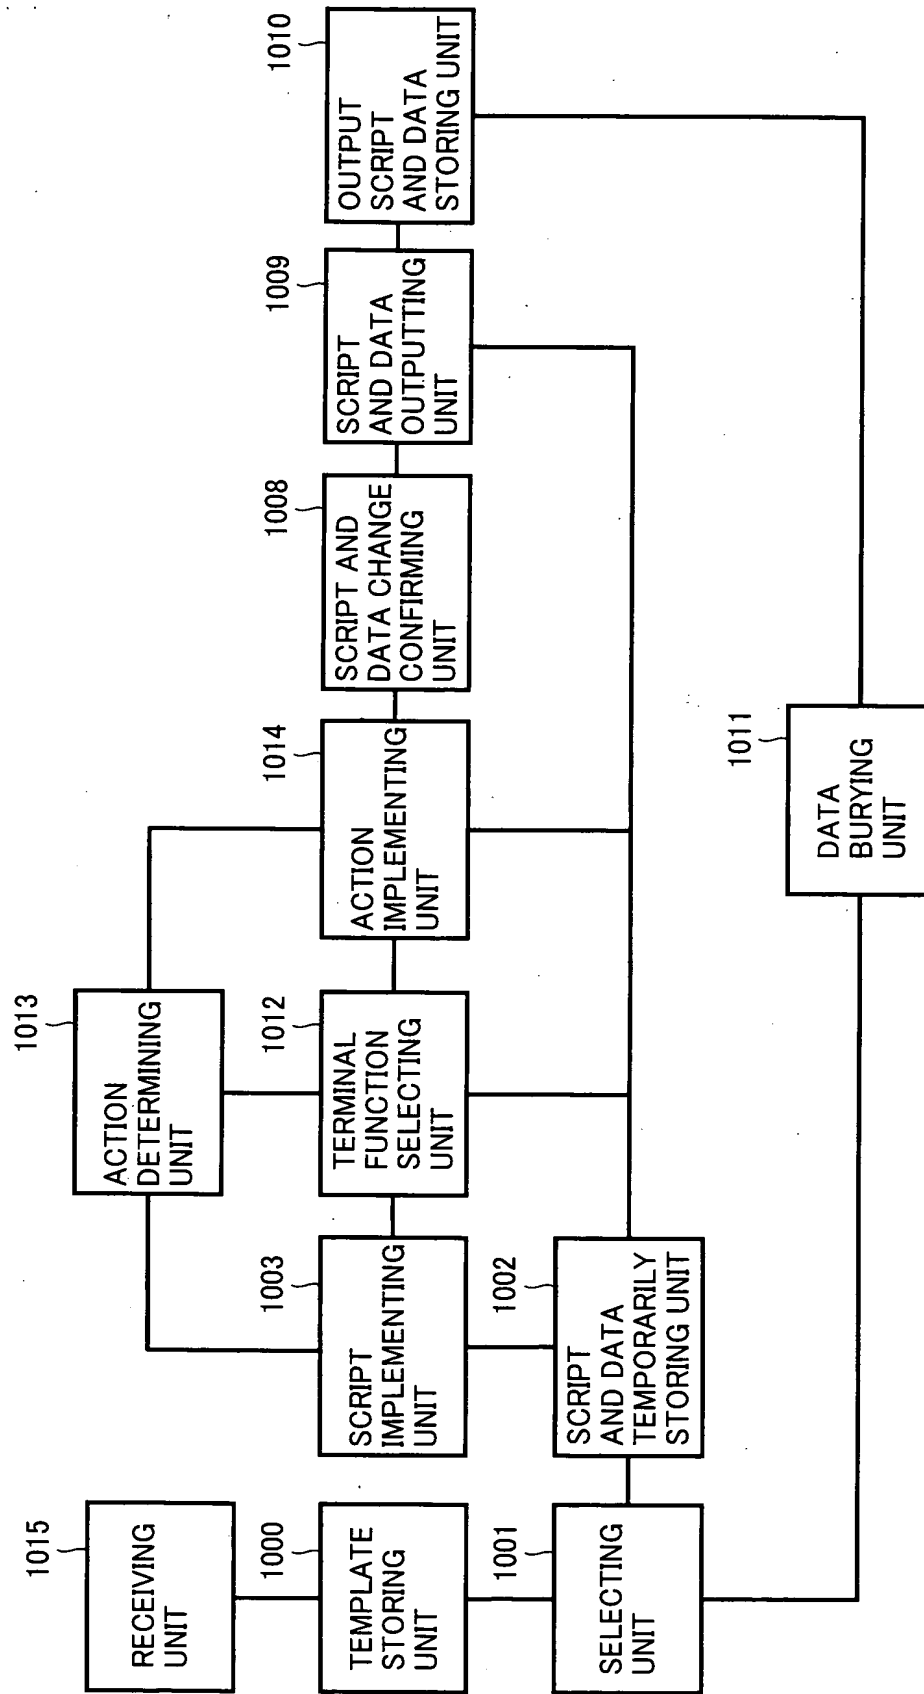 1015
RECEIVING
UNIT
1000
TEMPLATE
STORING
UNIT
1001
SELECTING
UNIT
1013
ACTION
DETERMINING
UNIT
1003
SCRIPT
IMPLEMENTING
UNIT
1002
SCRIPT
AND DATA
TEMPORARILY
STORING UNIT
1012
TERMINAL
FUNCTION
SELECTING
UNIT
1014
ACTION
IMPLEMENTING
UNIT
1008
SCRIPT AND
DATA CHANGE
CONFIRMING
UNIT
1009
SCRIPT
AND DATA
OUTPUTTING
UNIT
1010
OUTPUT
SCRIPT
AND DATA
STORING UNIT
1011
DATA
BURYING
UNIT